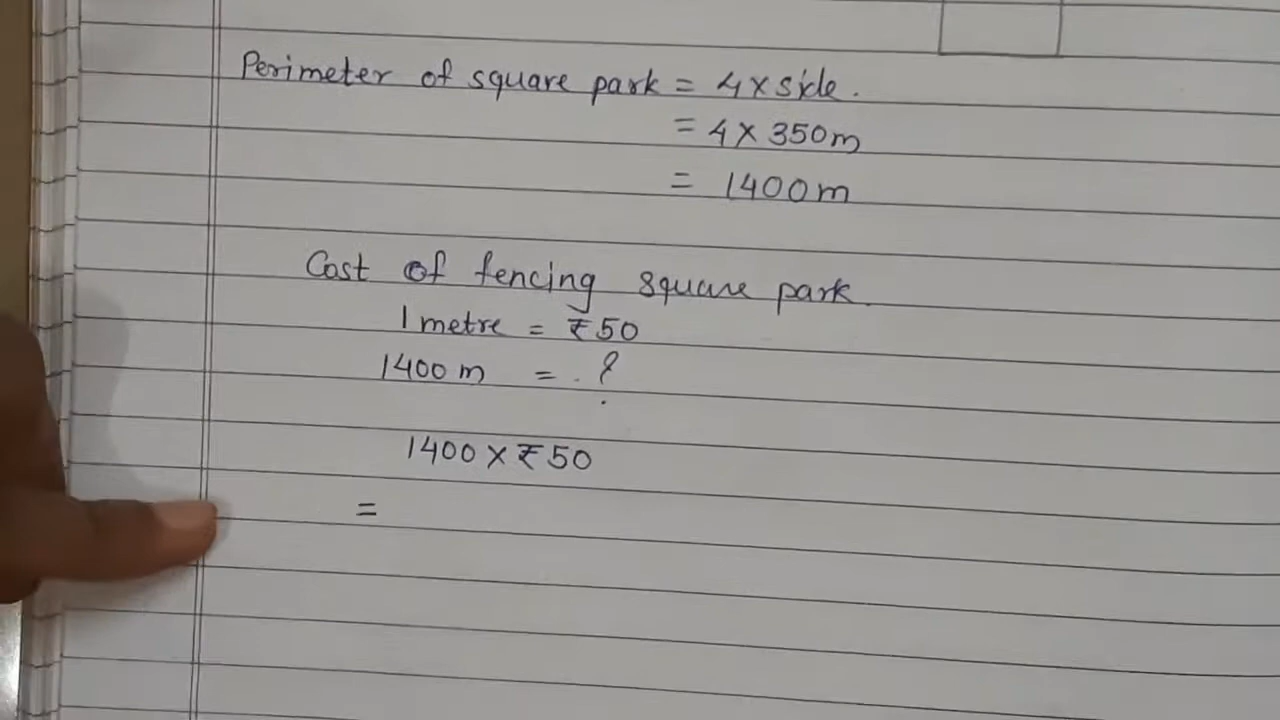 Perimeter of square park = 4 × side.
= 4 × 350m
= 1400m
Cost of fencing square park.
1 metre = ₹50
1400 m = . ?
1400 × ₹50
=